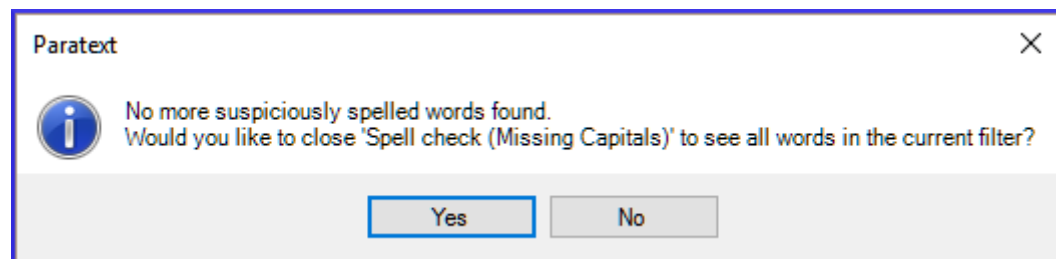 Paratext
No more suspiciously spelled words found.
Would you like to close 'Spell check (Missing Capitals)' to see all words in the current filter?
Yes
No